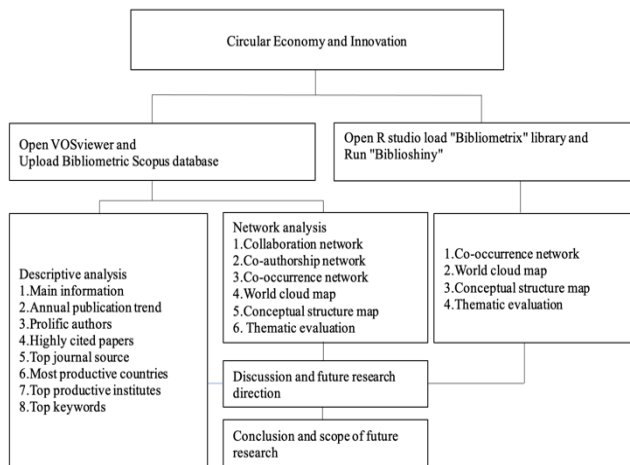 Circular Economy and Innovation
Open VOSviewer and
Upload Bibliometric Scopus database
Open R studio load "Bibliometrix" library and
Run "Biblioshiny"
Descriptive analysis
1.Main information
2.Annual publication trend
3.Prolific authors
4.Highly cited papers
5.Top journal source
6.Most productive countries
7.Top productive institutes
8.Top keywords
Network analysis
1.Collaboration network
2.Co-authorship network
3.Co-occurrence network
4.World cloud map
5.Conceptual structure map
6. Thematic evaluation
1.Co-occurrence network
2.World cloud map
3.Conceptual structure map
4.Thematic evaluation
Discussion and future research
direction
Conclusion and scope of future
research